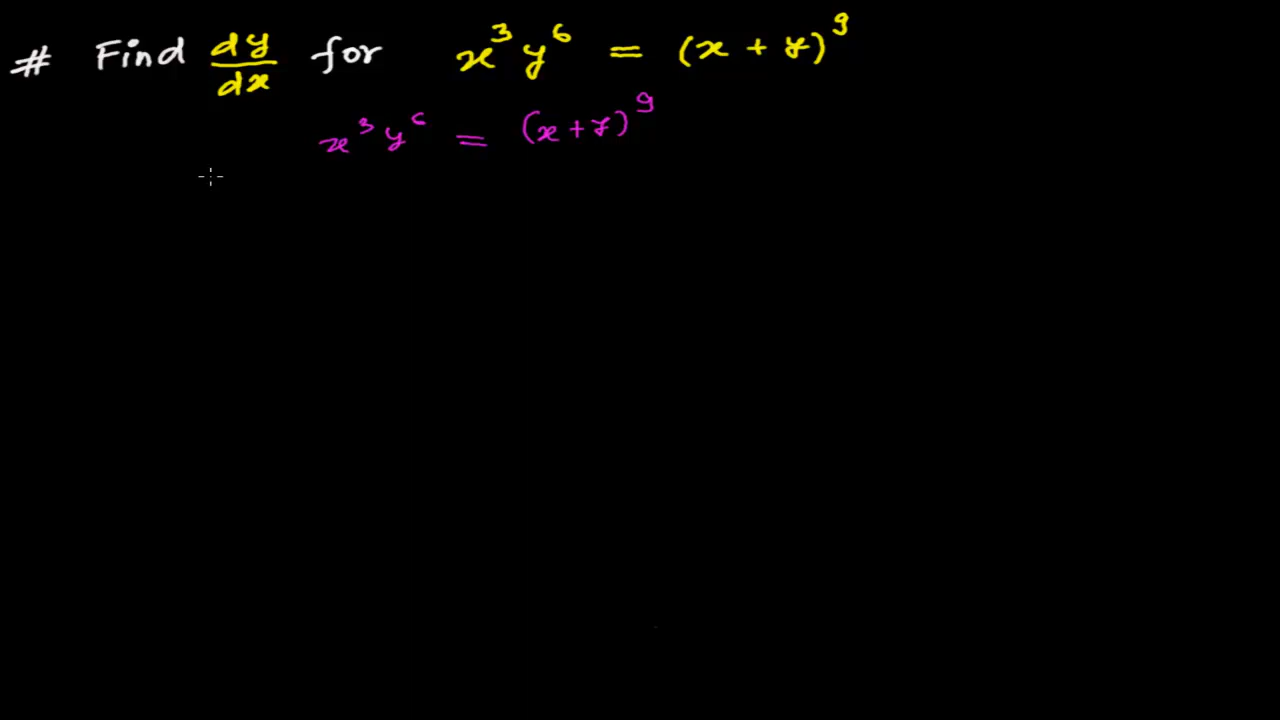 # Find dy/dx for x³y⁶ = (x + y)⁹
x³y⁶ = (x+y)⁹